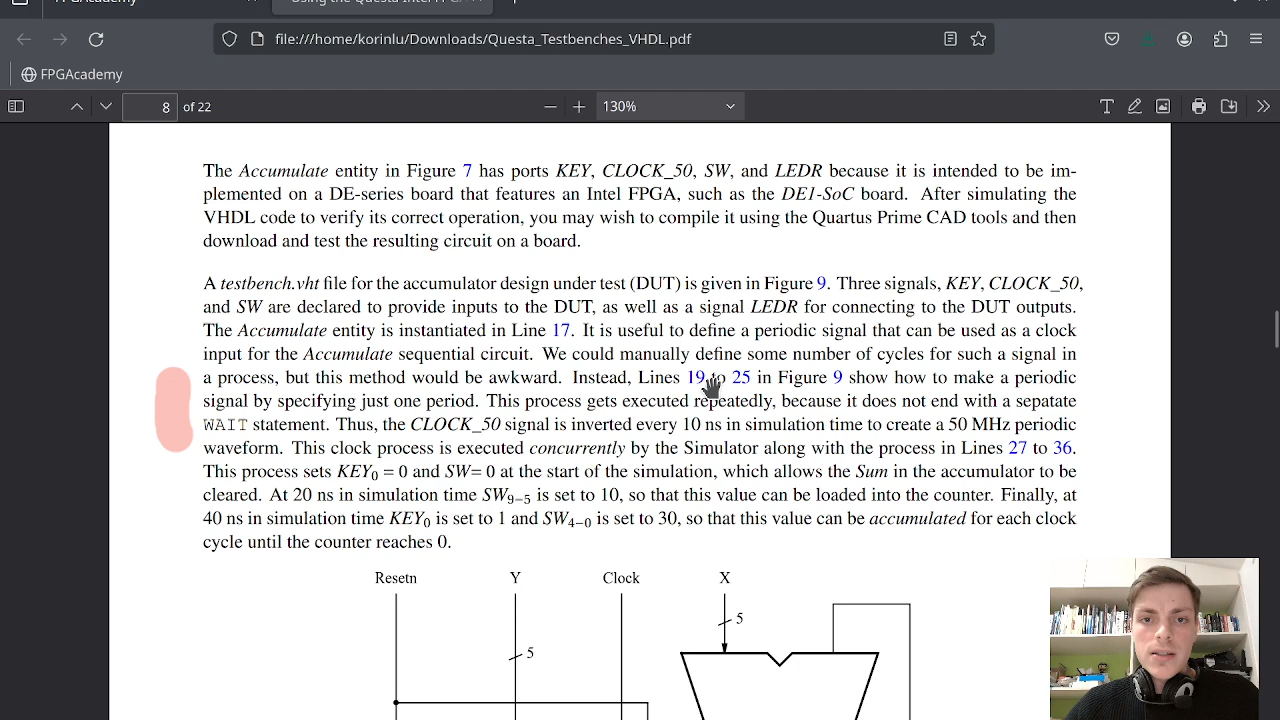 file:///home/korinlu/Downloads/Questa_Testbenches_VHDL.pdf
FPGAcademy
8 of 22
130%
The Accumulate entity in Figure 7 has ports KEY, CLOCK_50, SW, and LEDR because it is intended to be im-
plemented on a DE-series board that features an Intel FPGA, such as the DE1-SoC board. After simulating the
VHDL code to verify its correct operation, you may wish to compile it using the Quartus Prime CAD tools and then
download and test the resulting circuit on a board.
A testbench.vht file for the accumulator design under test (DUT) is given in Figure 9. Three signals, KEY, CLOCK_50,
and SW are declared to provide inputs to the DUT, as well as a signal LEDR for connecting to the DUT outputs.
The Accumulate entity is instantiated in Line 17. It is useful to define a periodic signal that can be used as a clock
input for the Accumulate sequential circuit. We could manually define some number of cycles for such a signal in
a process, but this method would be awkward. Instead, Lines 19 to 25 in Figure 9 show how to make a periodic
signal by specifying just one period. This process gets executed repeatedly, because it does not end with a sepatate
WAIT statement. Thus, the CLOCK_50 signal is inverted every 10 ns in simulation time to create a 50 MHz periodic
waveform. This clock process is executed concurrently by the Simulator along with the process in Lines 27 to 36.
This process sets KEY0 = 0 and SW= 0 at the start of the simulation, which allows the Sum in the accumulator to be
cleared. At 20 ns in simulation time SW9−5 is set to 10, so that this value can be loaded into the counter. Finally, at
40 ns in simulation time KEY0 is set to 1 and SW4−0 is set to 30, so that this value can be accumulated for each clock
cycle until the counter reaches 0.
Resetn Y Clock X
5
5